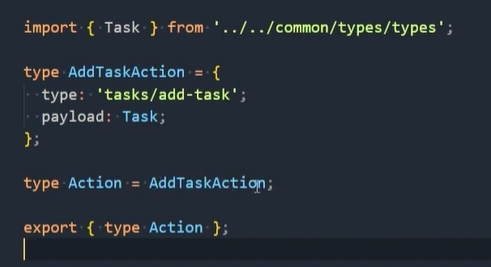 import { Task } from '../../common/types/types';
type AddTaskAction = {
  type: 'tasks/add-task';
  payload: Task;
};
type Action = AddTaskAction;
export { type Action };